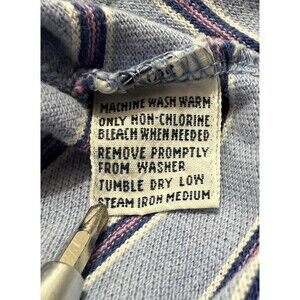 MACHINE WASH WARM
ONLY NON-CHLORINE
BLEACH WHEN NEEDED
REMOVE PROMPTLY
FROM WASHER
TUMBLE DRY LOW
STEAM IRON MEDIUM